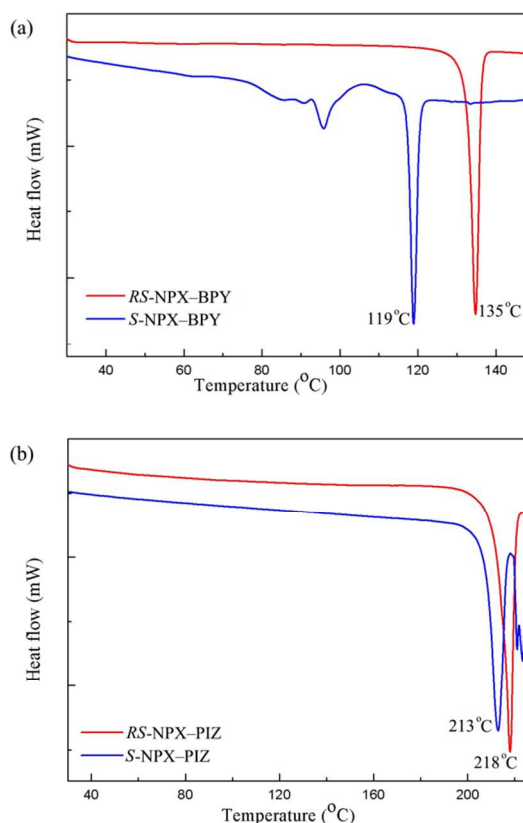 (a)
Heat flow (mW)
RS-NPX–BPY
S-NPX–BPY
119°C
135°C
40 60 80 100 120 140
Temperature (°C)
(b)
Heat flow (mW)
RS-NPX–PIZ
S-NPX–PIZ
213°C
218°C
40 80 120 160 200
Temperature (°C)